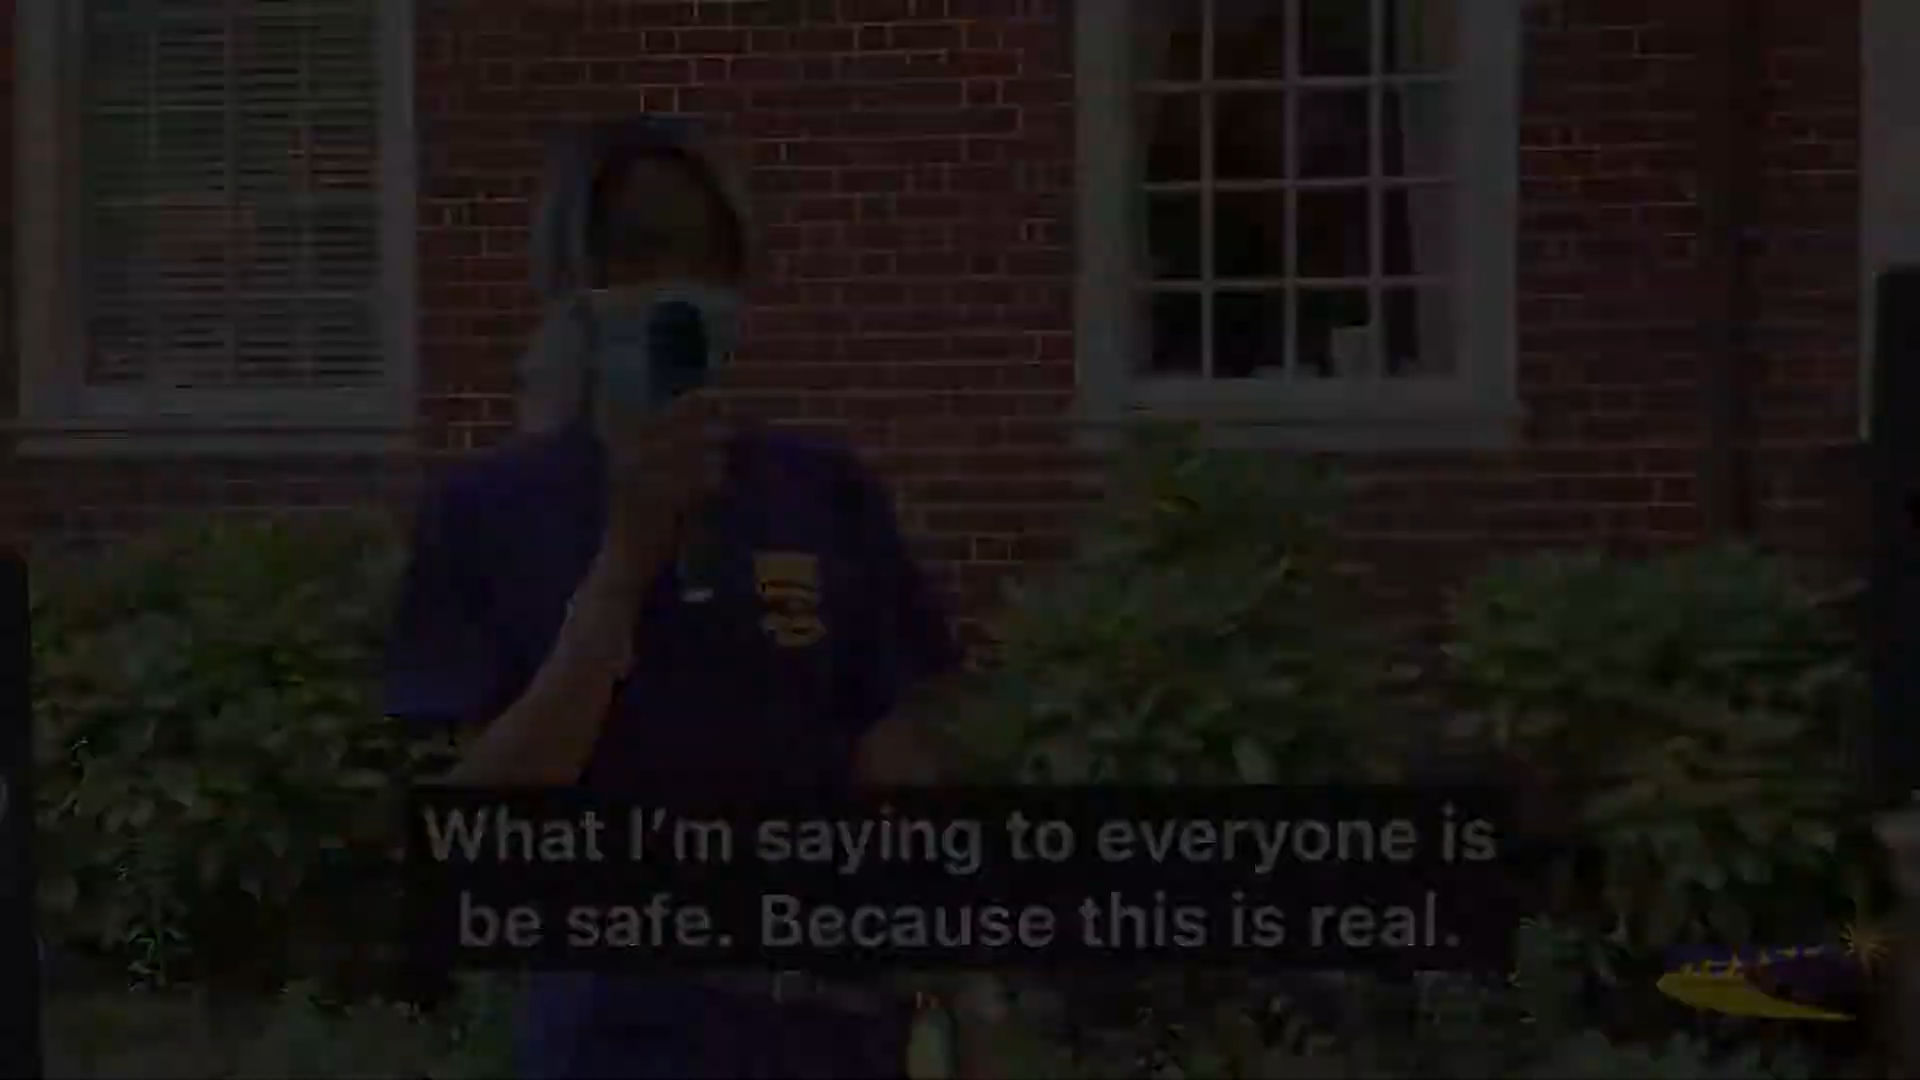 What I'm saying to everyone is
be safe. Because this is real.